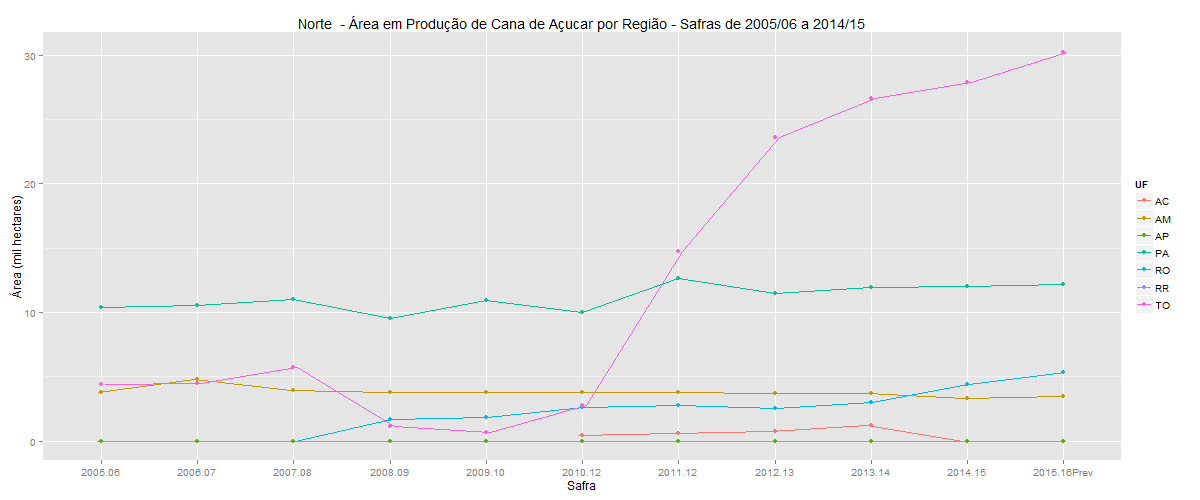 Norte - Área em Produção de Cana de Açucar por Região - Safras de 2005/06 a 2014/15
Área (mil hectares)
30
20
10
0
2005.06 2006.07 2007.08 2008.09 2009.10 2010.12 2011.12 2012.13 2013.14 2014.15 2015.16Prev
Safra
UF
AC
AM
AP
PA
RO
RR
TO